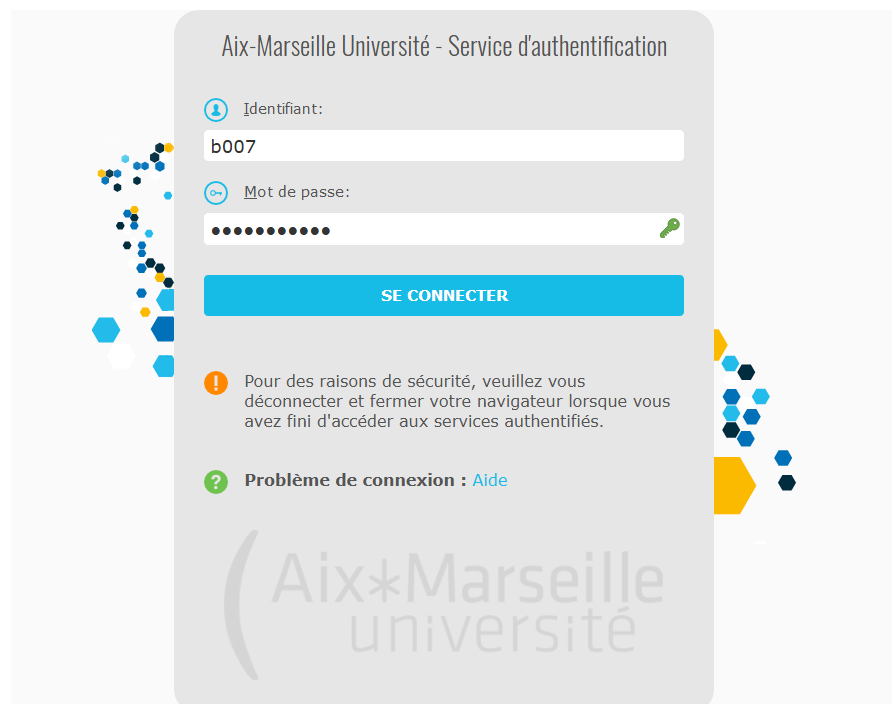 Aix-Marseille Université - Service d'authentification
Identifiant:
b007
Mot de passe:
●●●●●●●●●●●
SE CONNECTER
Pour des raisons de sécurité, veuillez vous
déconnecter et fermer votre navigateur lorsque vous
avez fini d'accéder aux services authentifiés.
Problème de connexion : Aide
Aix*Marseille
université